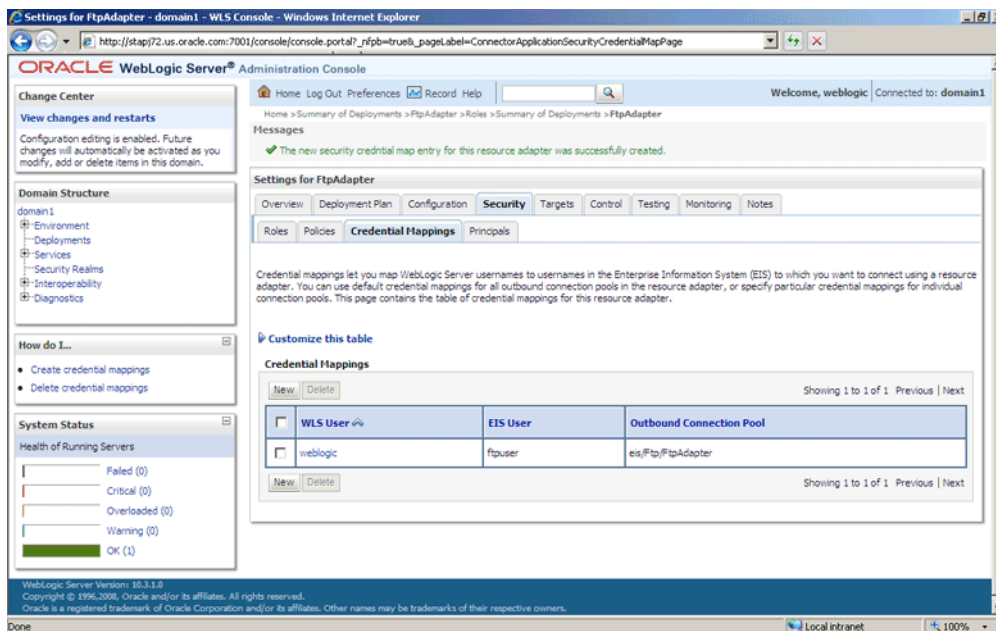 Settings for FtpAdapter - domain1 - WLS Console - Windows Internet Explorer
http://stapj72.us.oracle.com:7001/console/console.portal?_nfpb=true&_pageLabel=ConnectorApplicationSecurityCredentialMapPage
ORACLE WebLogic Server® Administration Console
Change Center
View changes and restarts
Configuration editing is enabled. Future
changes will automatically be activated as you
modify, add or delete items in this domain.
Domain Structure
domain1
Environment
Deployments
Services
Security Realms
Interoperability
Diagnostics
How do I...
Create credential mappings
Delete credential mappings
System Status
Health of Running Servers
Failed (0)
Critical (0)
Overloaded (0)
Warning (0)
OK (1)
Home Log Out Preferences Record Help
Welcome, weblogic Connected to: domain1
Home >Summary of Deployments >FtpAdapter >Roles >Summary of Deployments >FtpAdapter
Messages
The new security credntial map entry for this resource adapter was successfully created.
Settings for FtpAdapter
Overview Deployment Plan Configuration Security Targets Control Testing Monitoring Notes
Roles Policies Credential Mappings Principals
Credential mappings let you map WebLogic Server usernames to usernames in the Enterprise Information System (EIS) to which you want to connect using a resource
adapter. You can use default credential mappings for all outbound connection pools in the resource adapter, or specify particular credential mappings for individual
connection pools. This page contains the table of credential mappings for this resource adapter.
Customize this table
Credential Mappings
New Delete Showing 1 to 1 of 1 Previous | Next
WLS User EIS User Outbound Connection Pool
weblogic ftpuser eis/Ftp/FtpAdapter
New Delete Showing 1 to 1 of 1 Previous | Next
WebLogic Server Version: 10.3.1.0
Copyright © 1996,2008, Oracle and/or its affiliates. All rights reserved.
Oracle is a registered trademark of Oracle Corporation and/or its affiliates. Other names may be trademarks of their respective owners.
Done Local intranet 100%